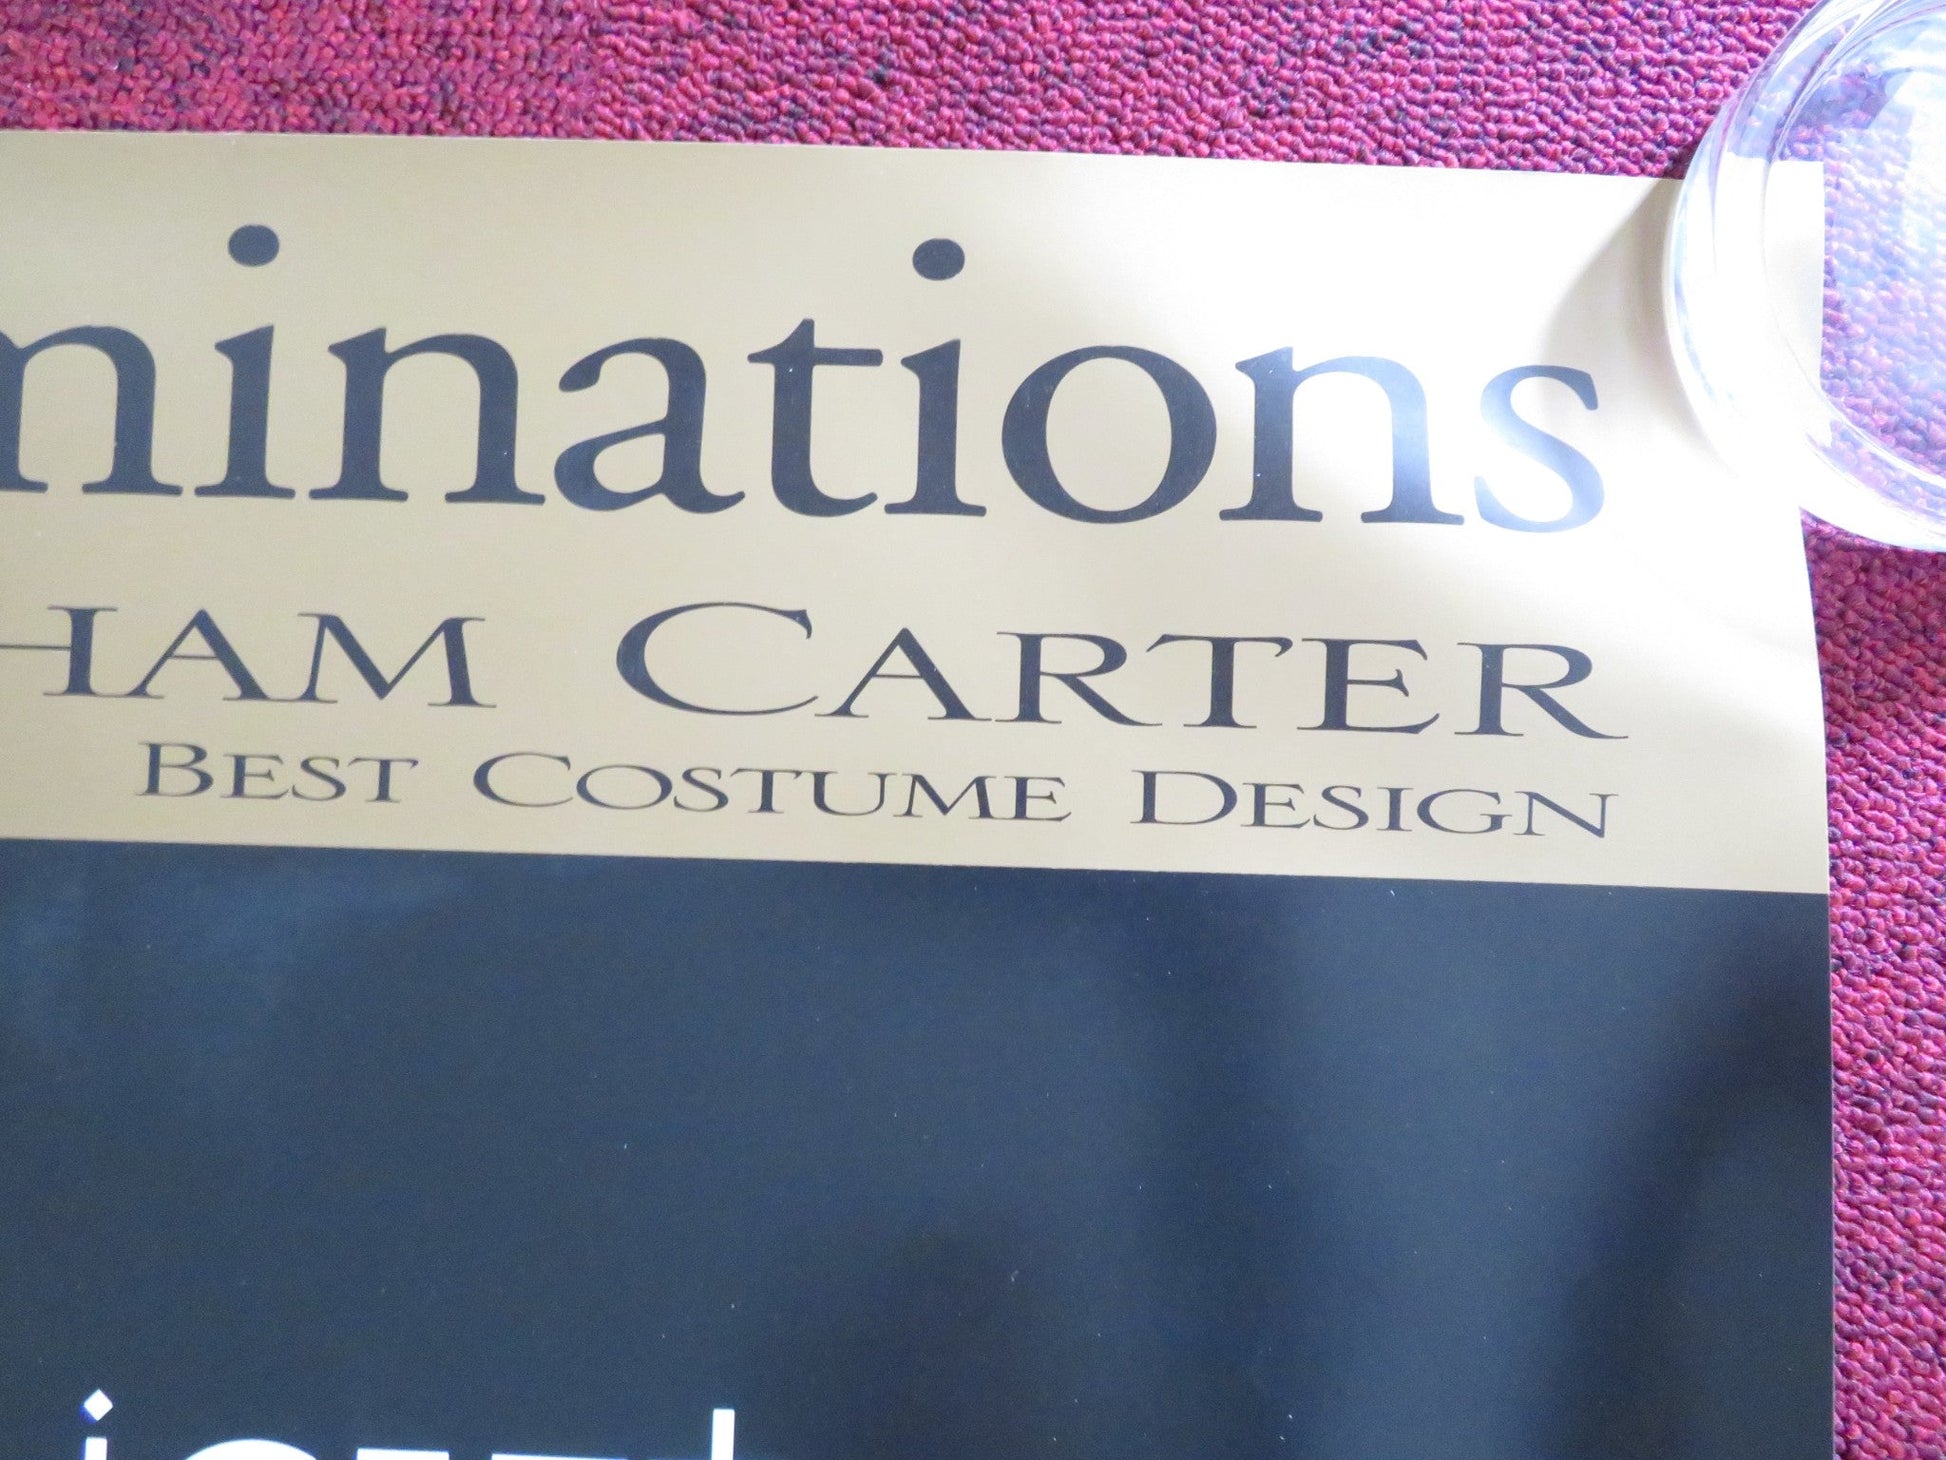 minations
HAM CARTER
BEST COSTUME DESIGN